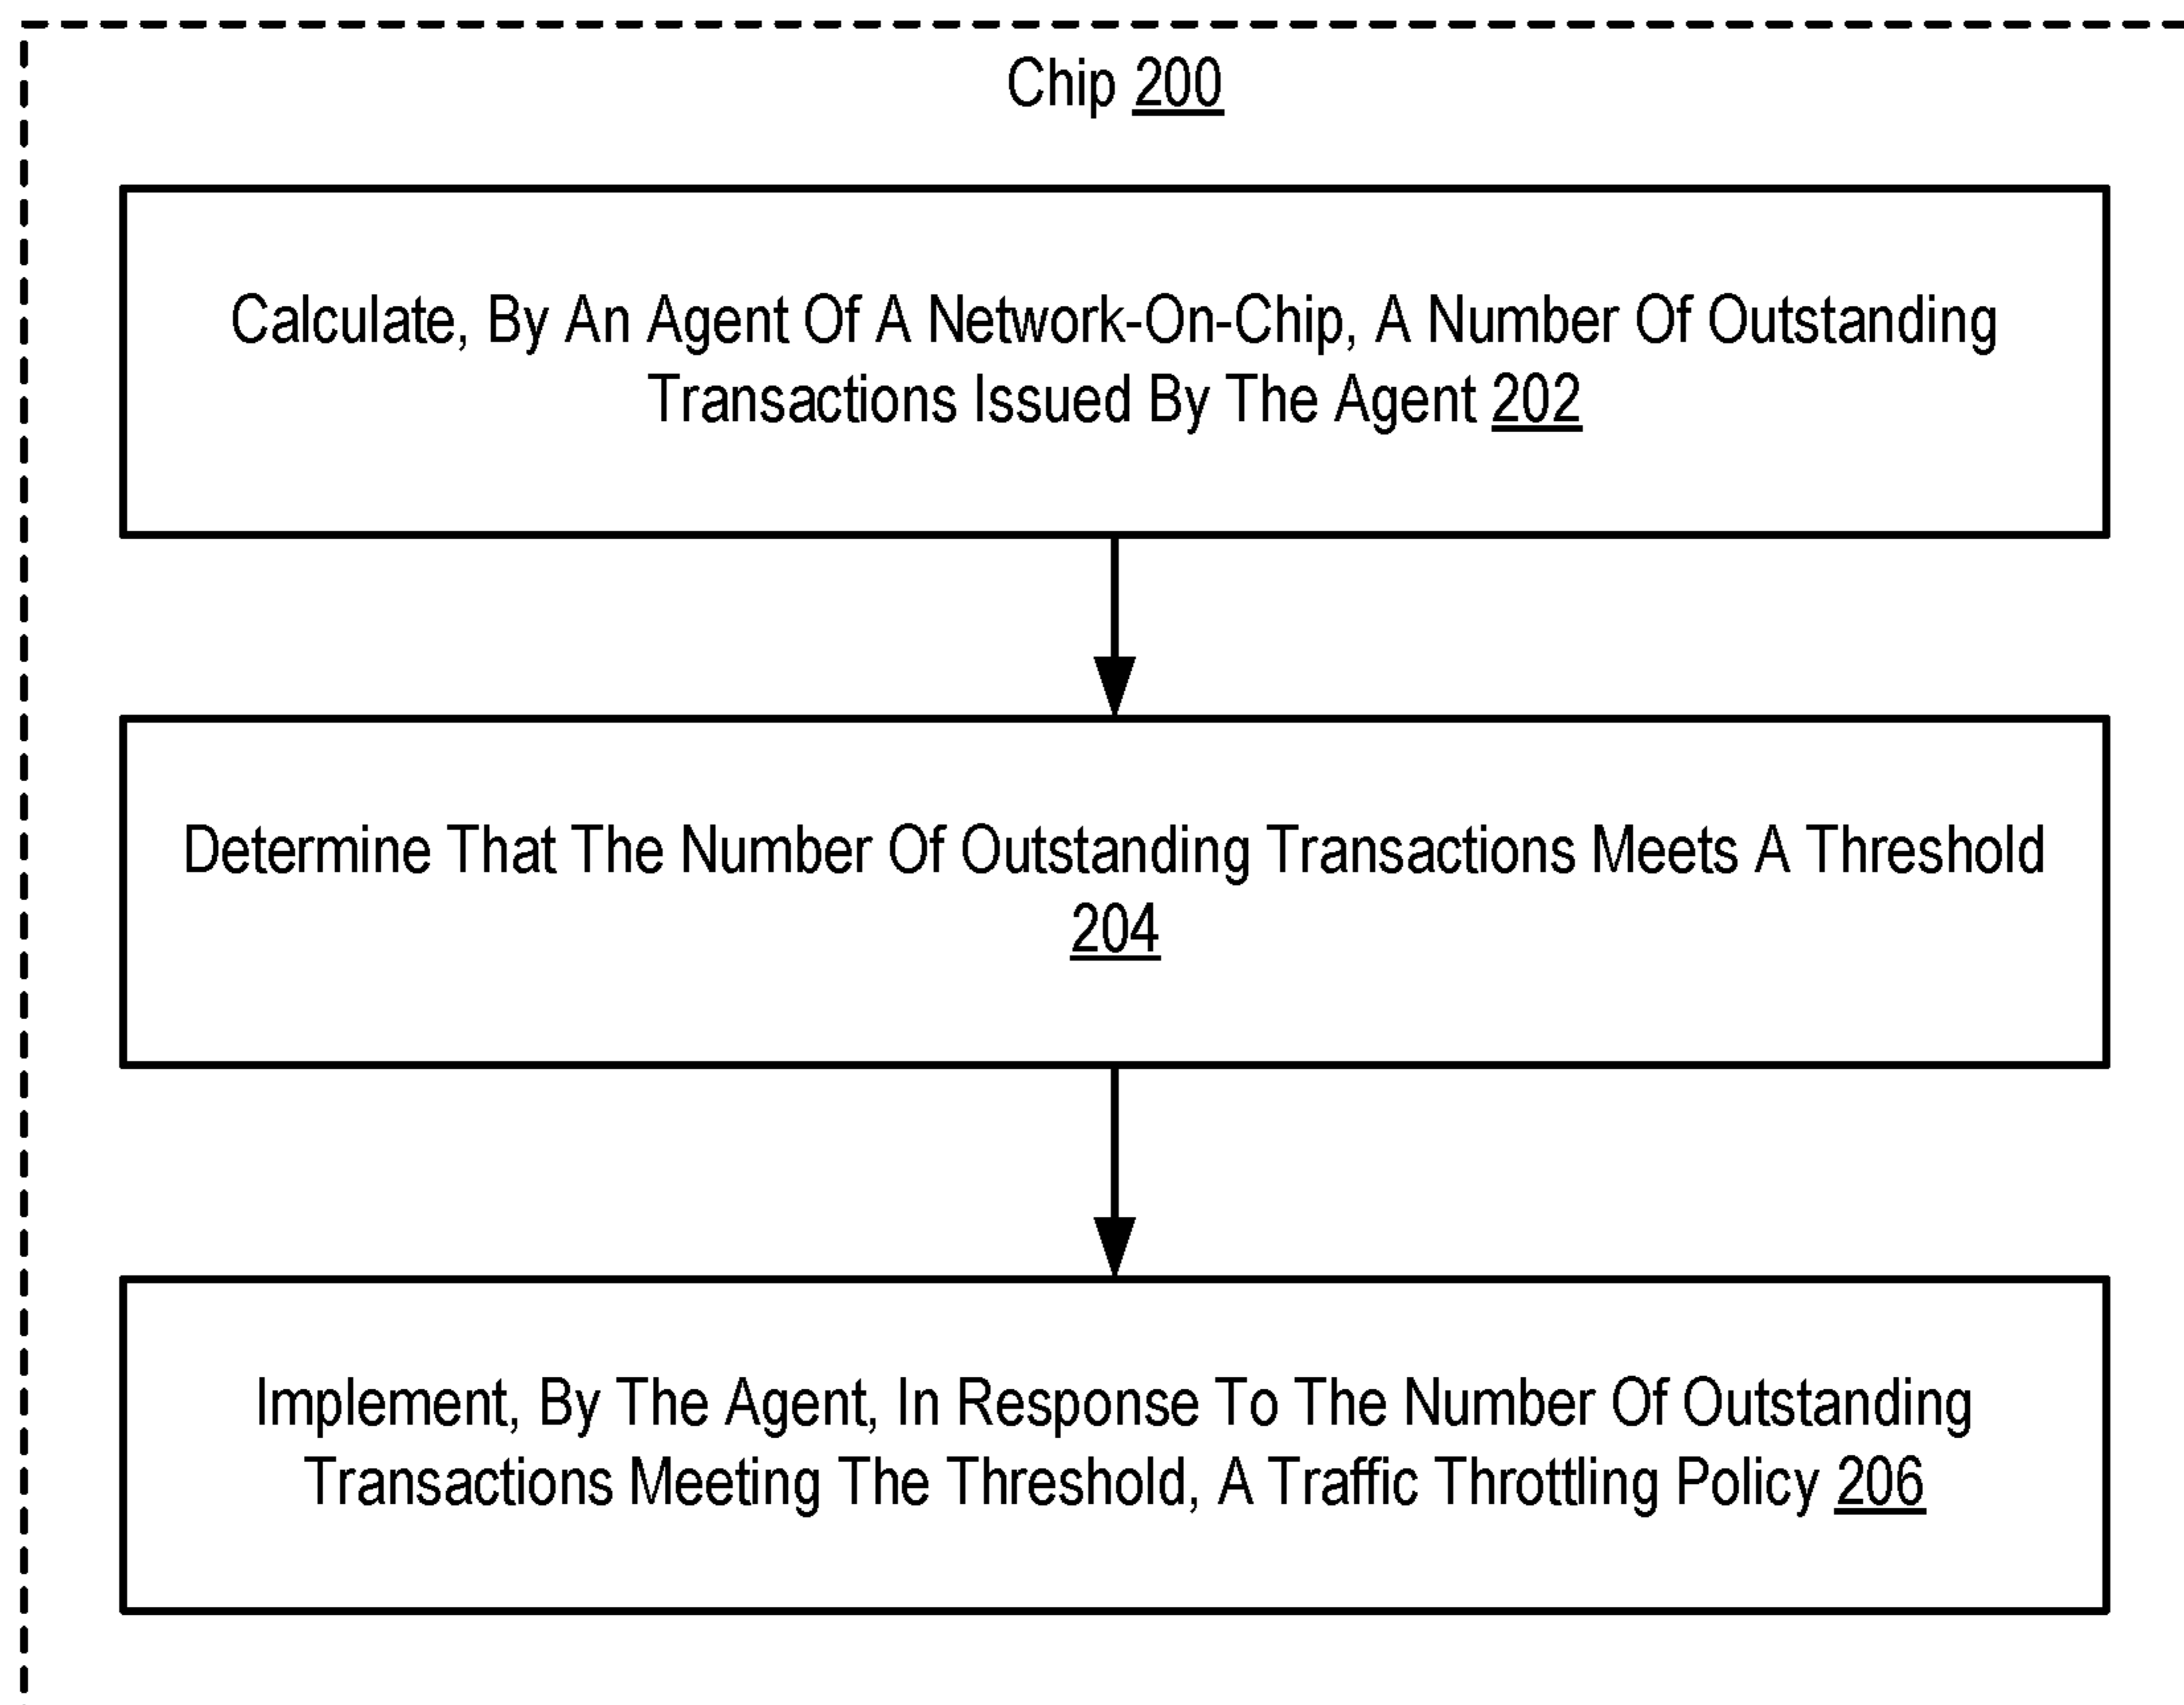 Chip 200
Calculate, By An Agent Of A Network-On-Chip, A Number Of Outstanding
Transactions Issued By The Agent 202
Determine That The Number Of Outstanding Transactions Meets A Threshold
204
Implement, By The Agent, In Response To The Number Of Outstanding
Transactions Meeting The Threshold, A Traffic Throttling Policy 206